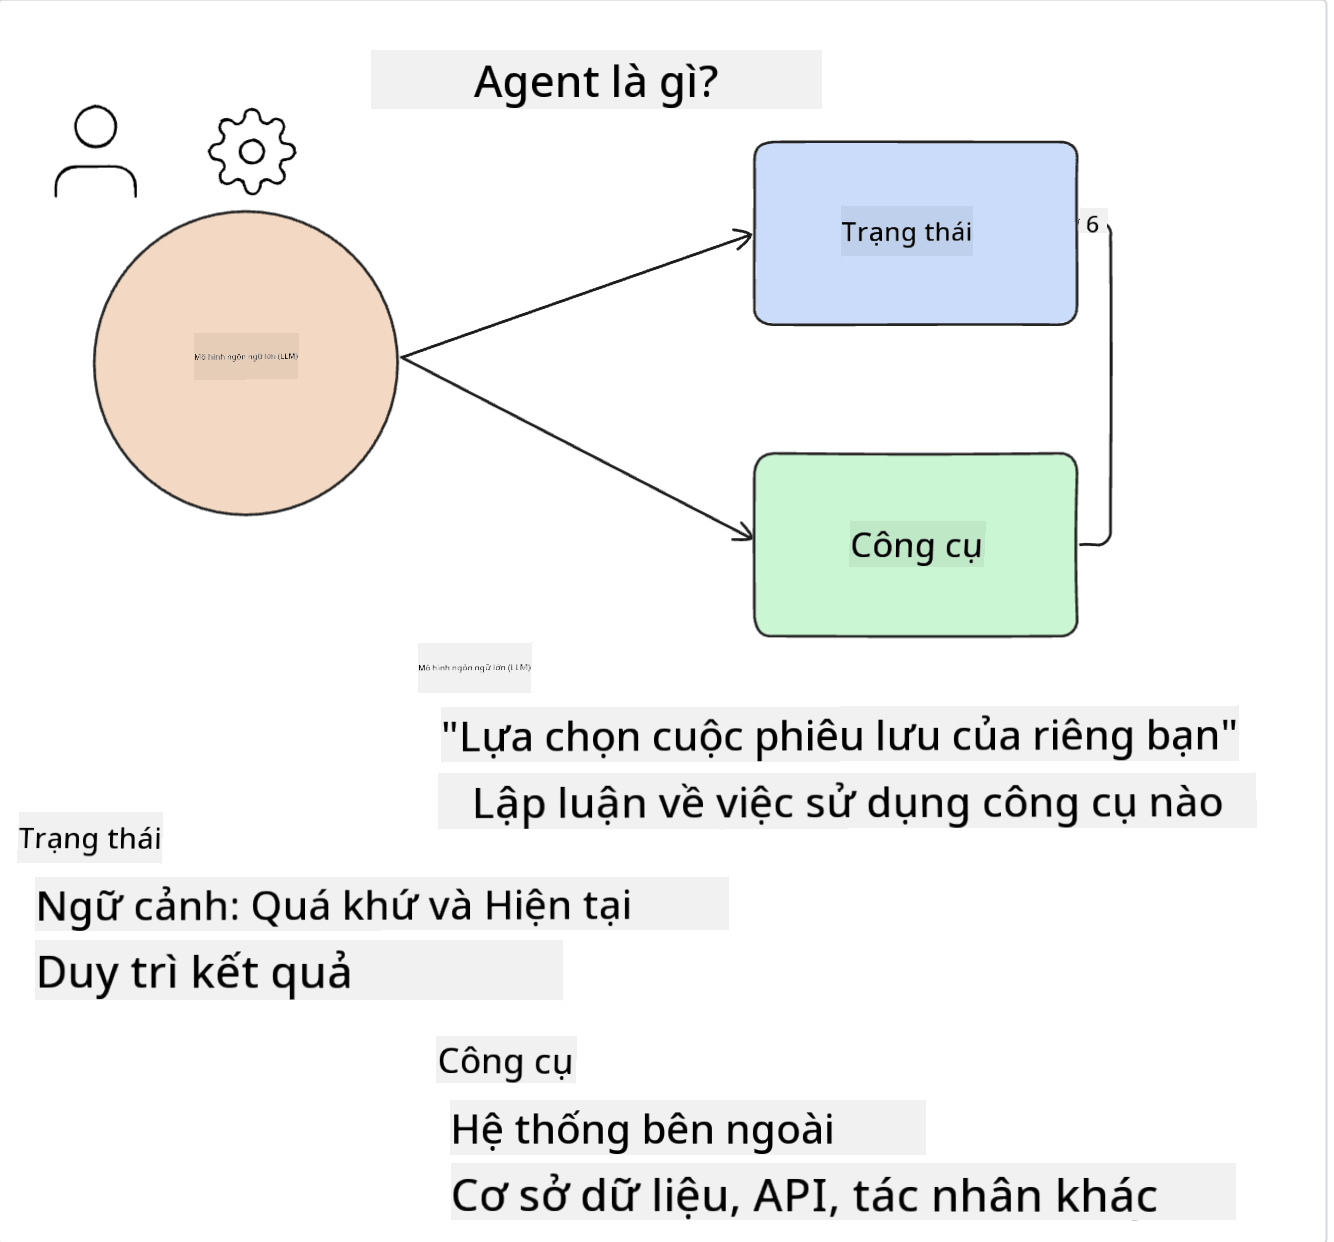 Agent là gì?
Trạng thái
6
Mô hình ngôn ngữ lớn (LLM)
Công cụ
Mô hình ngôn ngữ lớn (LLM)
"Lựa chọn cuộc phiêu lưu của riêng bạn"
Lập luận về việc sử dụng công cụ nào
Trạng thái
Ngữ cảnh: Quá khứ và Hiện tại
Duy trì kết quả
Công cụ
Hệ thống bên ngoài
Cơ sở dữ liệu, API, tác nhân khác